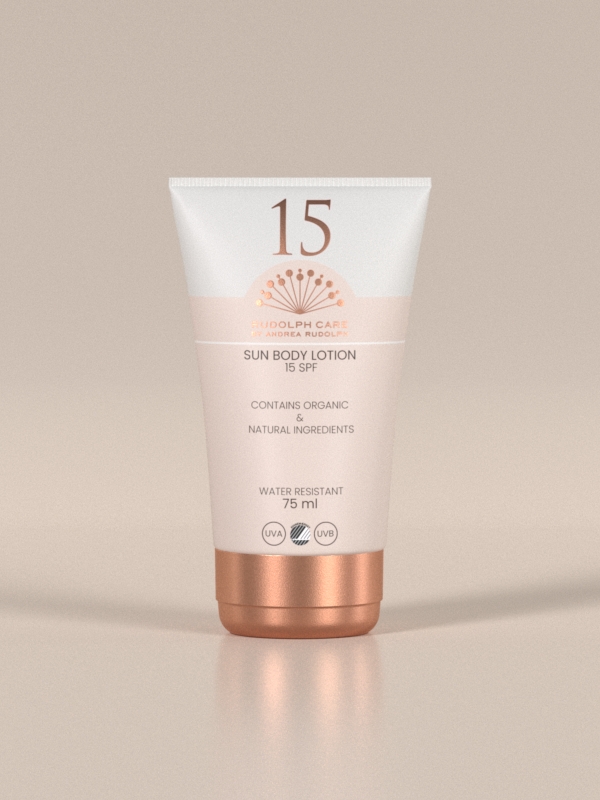 15
RUDOLPH CARE
BY ANDREA RUDOLPH
SUN BODY LOTION
15 SPF
CONTAINS ORGANIC
&
NATURAL INGREDIENTS
WATER RESISTANT
75 ml
UVA UVB